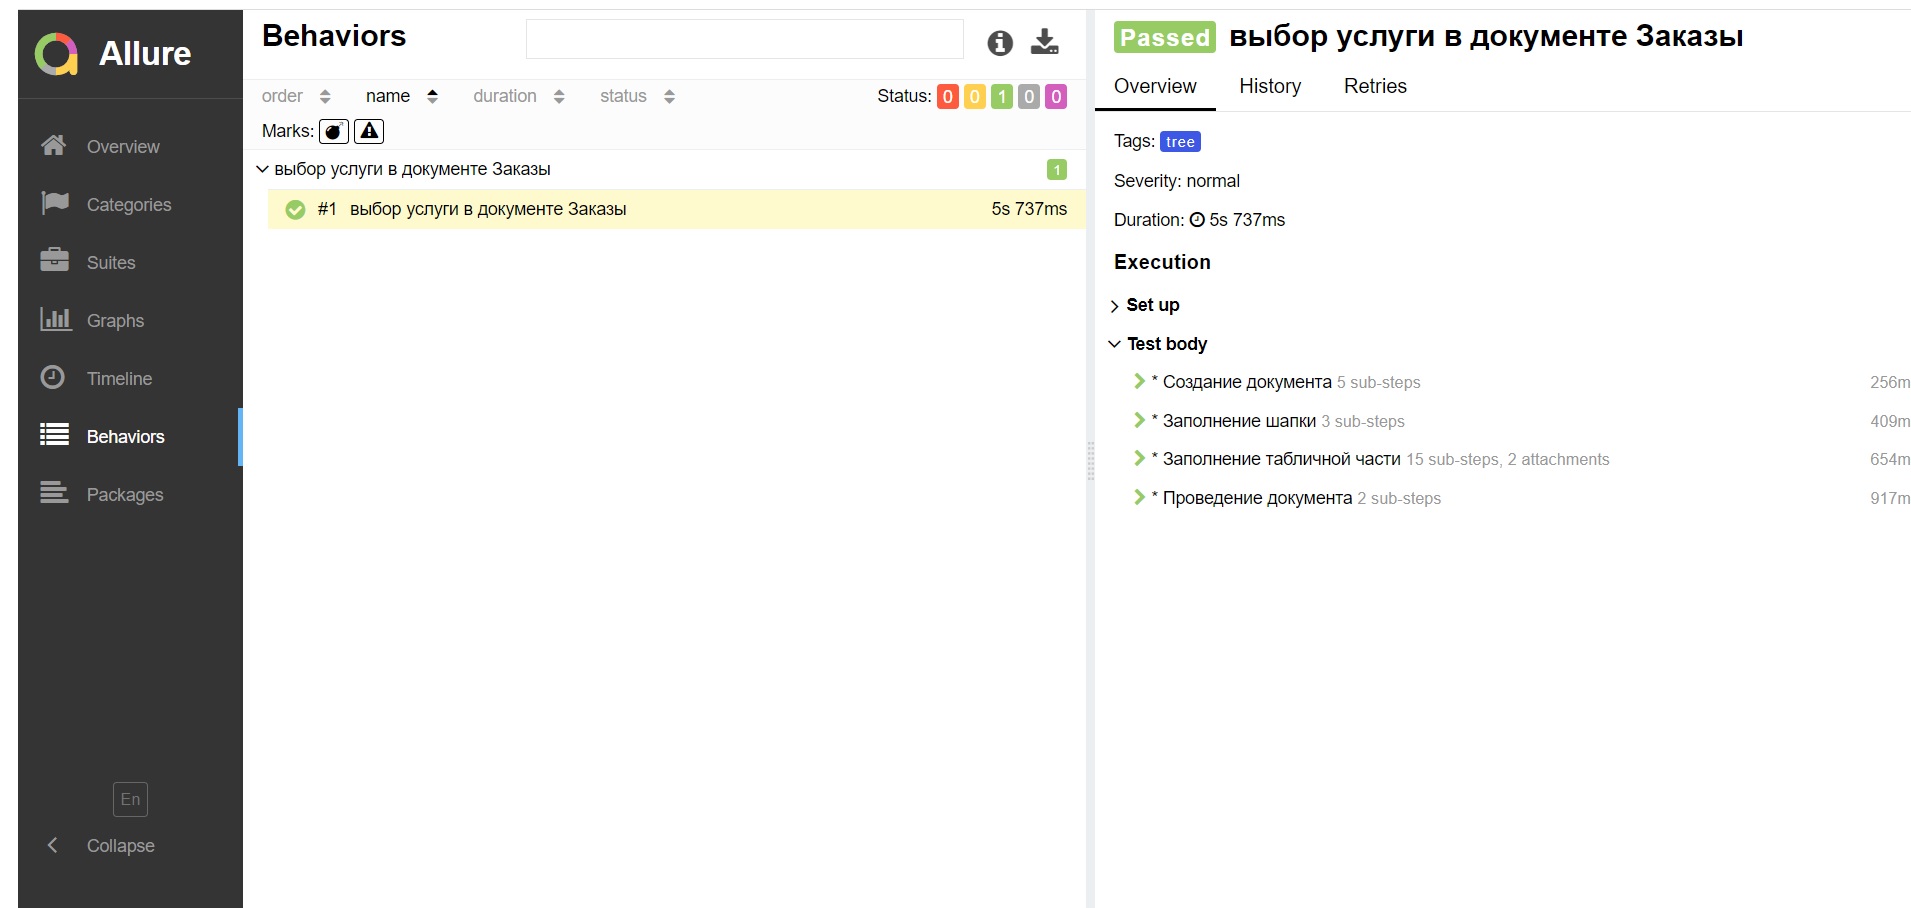 Allure
Overview
Categories
Suites
Graphs
Timeline
Behaviors
Packages
En
Collapse
Behaviors
order name duration status Status: 0 0 1 0 0
Marks:
выбор услуги в документе Заказы 1
#1 выбор услуги в документе Заказы 5s 737ms
Passed выбор услуги в документе Заказы
Overview History Retries
Tags: tree
Severity: normal
Duration: 5s 737ms
Execution
Set up
Test body
* Создание документа 5 sub-steps 256m
* Заполнение шапки 3 sub-steps 409m
* Заполнение табличной части 15 sub-steps, 2 attachments 654m
* Проведение документа 2 sub-steps 917m